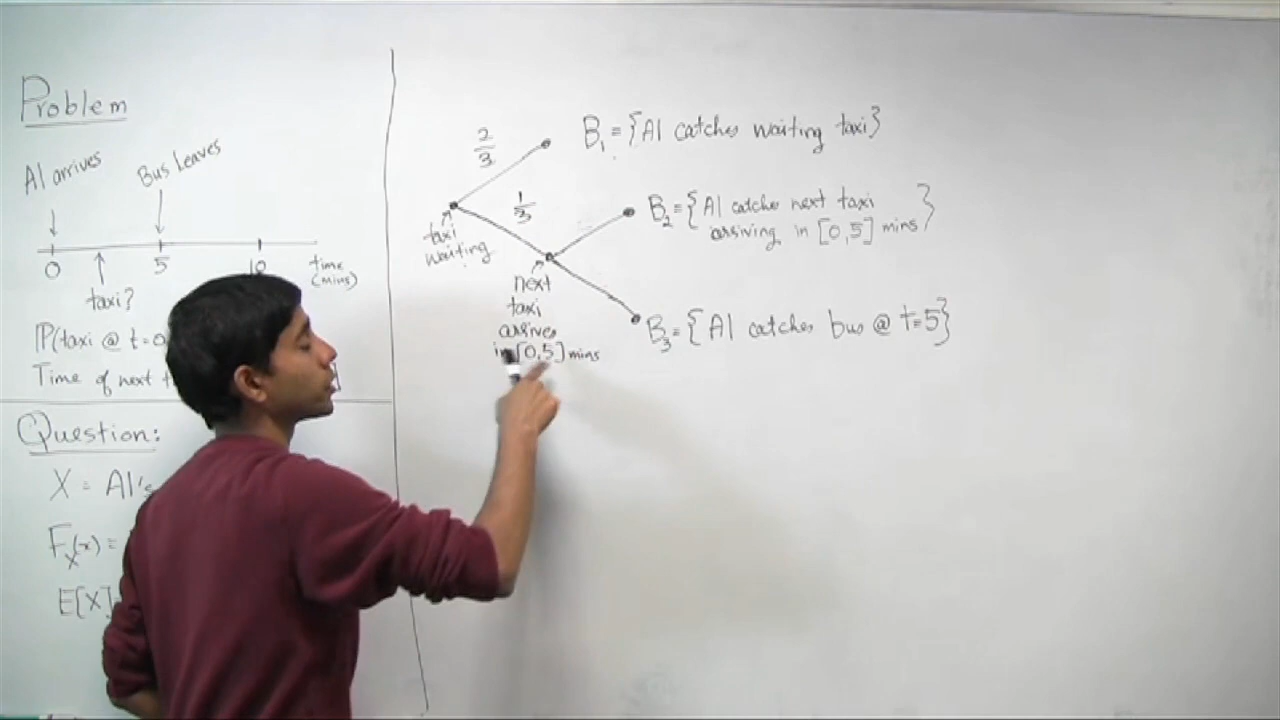 Problem
Al arrives
Bus Leaves
0
5
10
time
(mins)
taxi?
P(taxi @ t=0
Time of next
]
Question:
X = Al's
F_X(x) =
E[X]
2/3
1/3
taxi
waiting
next
taxi
arrives
in [0,5] mins
B₁ ≡ {Al catches waiting taxi}
B₂ ≡ {Al catches next taxi
arriving in [0,5] mins}
B₃ ≡ {Al catches bus @ t=5}